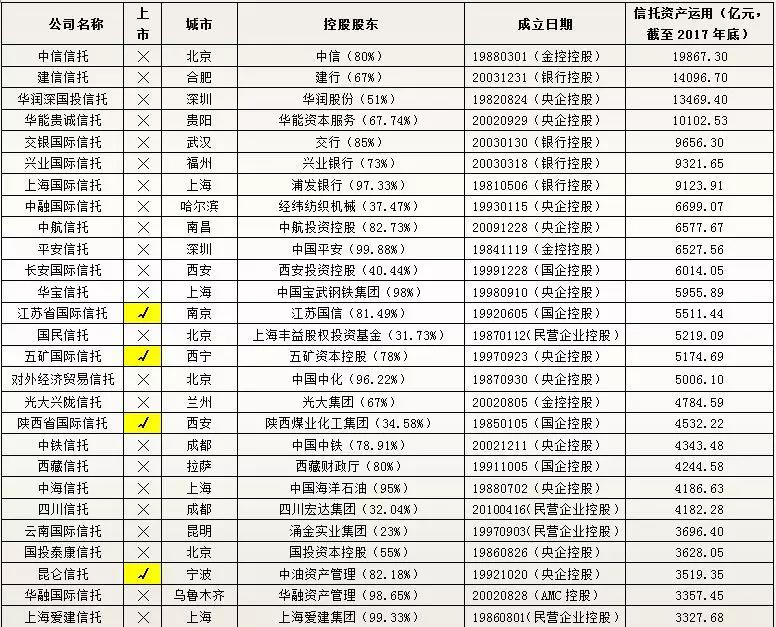 公司名称 上市 城市 控股股东 成立日期 信托资产运用（亿元，截至2017年底）
中信信托 × 北京 中信(80%) 19880301（金控控股） 19867.30
建信信托 × 合肥 建行(67%) 20031231（银行控股） 14096.70
华润深国投信托 × 深圳 华润股份(51%) 19820824（央企控股） 13469.40
华能贵诚信托 × 贵阳 华能资本服务(67.74%) 20020929（央企控股） 10102.53
交银国际信托 × 武汉 交行(85%) 20030130（银行控股） 9656.30
兴业国际信托 × 福州 兴业银行(73%) 20030318（银行控股） 9321.65
上海国际信托 × 上海 浦发银行(97.33%) 19810506（银行控股） 9123.91
中融国际信托 × 哈尔滨 经纬纺织机械(37.47%) 19930115（央企控股） 6699.07
中航信托 × 南昌 中航投资控股(82.73%) 20091228（央企控股） 6577.67
平安信托 × 深圳 中国平安(99.88%) 19841119（金控控股） 6527.56
长安国际信托 × 西安 西安投资控股(40.44%) 19991228（国企控股） 6014.05
华宝信托 × 上海 中国宝武钢铁集团(98%) 19980910（央企控股） 5955.89
江苏省国际信托 √ 南京 江苏国信(81.49%) 19920605（国企控股） 5511.44
国民信托 × 北京 上海丰益股权投资基金(31.73%) 19870112(民营企业控股） 5219.09
五矿国际信托 √ 西宁 五矿资本控股(78%) 19970923（央企控股） 5174.69
对外经济贸易信托 × 北京 中国中化(96.22%) 19870930（央企控股） 5006.10
光大兴陇信托 × 兰州 光大集团(67%) 20020805（金控控股） 4784.59
陕西省国际信托 √ 西安 陕西煤业化工集团(34.58%) 19850105（国企控股） 4532.22
中铁信托 × 成都 中国中铁(78.91%) 20021211（央企控股） 4343.48
西藏信托 × 拉萨 西藏财政厅(80%) 19911005（国企控股） 4244.58
中海信托 × 上海 中国海洋石油(95%) 19880702（央企控股） 4186.63
四川信托 × 成都 四川宏达集团(32.04%) 20100416(民营企业控股） 4182.28
云南国际信托 × 昆明 涌金实业集团(23%) 19970903(民营企业控股） 3696.40
国投泰康信托 × 北京 国投资本控股(55%) 19860826（央企控股） 3628.05
昆仑信托 √ 宁波 中油资产管理(82.18%) 19921020（央企控股） 3519.35
华融国际信托 × 乌鲁木齐 华融资产管理(98.65%) 20020828（AMC控股） 3357.45
上海爱建信托 × 上海 上海爱建集团(99.33%) 19860801(民营企业控股） 3327.68